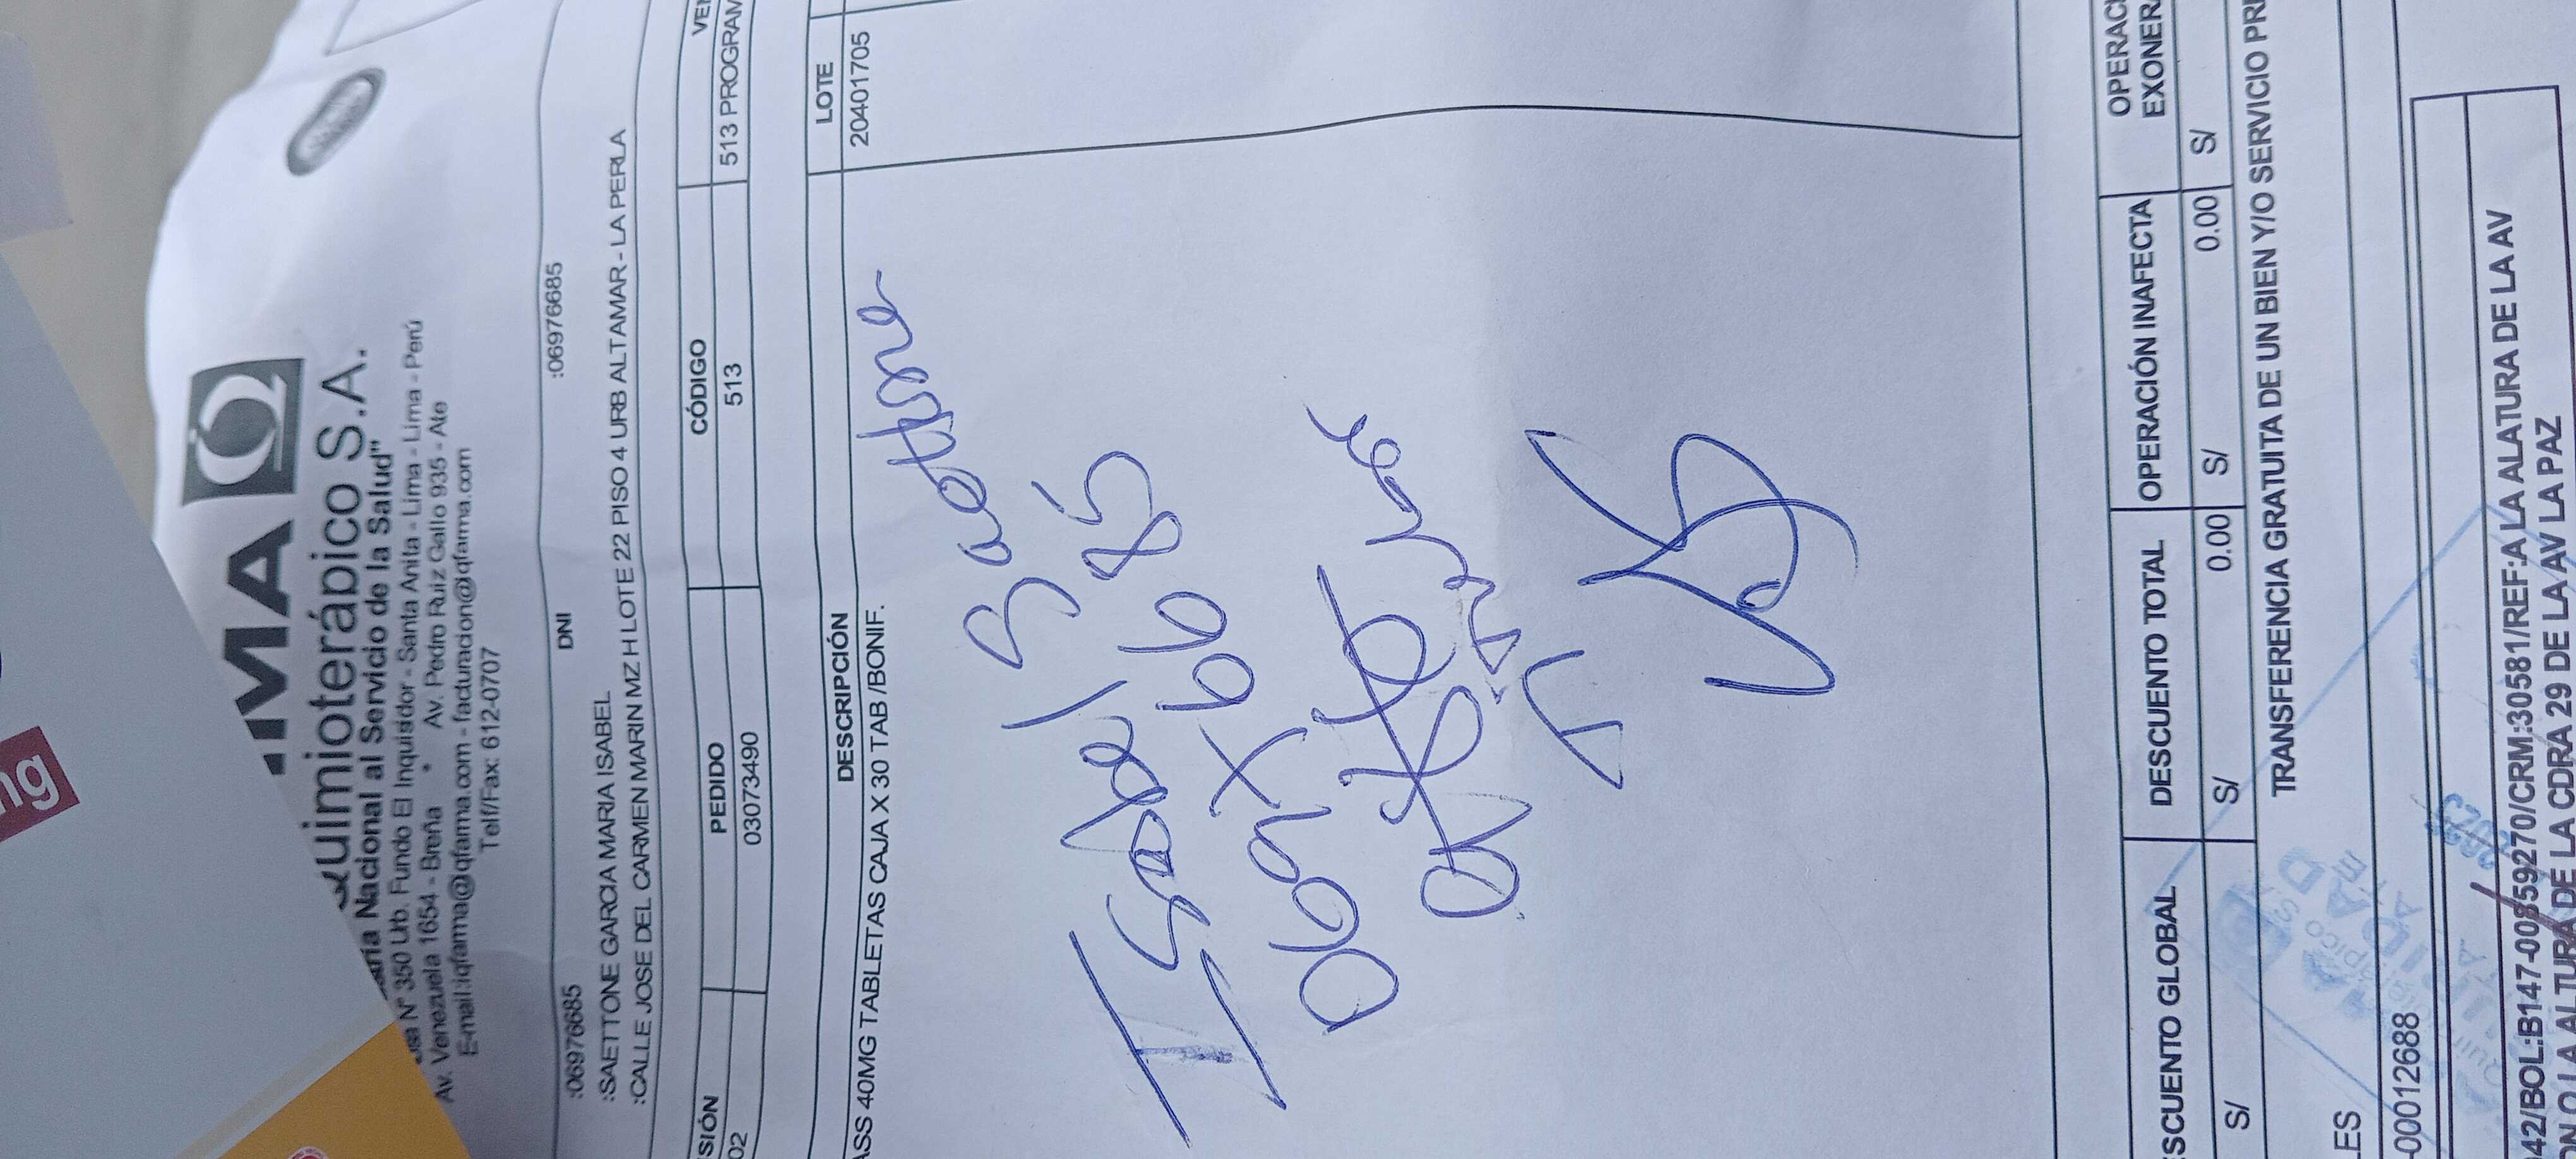 ng
IMA
Quimioterápico S.A.
Nacional al Servicio de la Salud"
N° 350 Urb. Fundo El Inquisidor - Santa Anita - Lima - Lima - Perú
Av. Venezuela 1654 - Breña * Av. Pedro Ruiz Gallo 935 - Ate
E-mail:iqfarma@iqfarma.com - facturacion@iqfarma.com
Telf/Fax: 612-0707
:06976685 DNI :06976685
:SAETTONE GARCIA MARIA ISABEL
:CALLE JOSE DEL CARMEN MARIN MZ H LOTE 22 PISO 4 URB ALTAMAR - LA PERLA
SIÓN PEDIDO CÓDIGO VEN
02 03073490 513 513 PROGRAM
DESCRIPCIÓN LOTE
ASS 40MG TABLETAS CAJA X 30 TAB /BONIF. 20401705
Isabel Saettone
ESCUENTO GLOBAL DESCUENTO TOTAL OPERACIÓN INAFECTA OPERAC
EXONERA
S/ S/ 0.00 S/ 0.00 S/
TRANSFERENCIA GRATUITA DE UN BIEN Y/O SERVICIO PR
LES
-00012688
042/BOL:B147-00859270/CRM:30581/REF:A LA ALATURA DE LA AV
N O LA ALTURA DE LA CDRA 29 DE LA AV LA PAZ